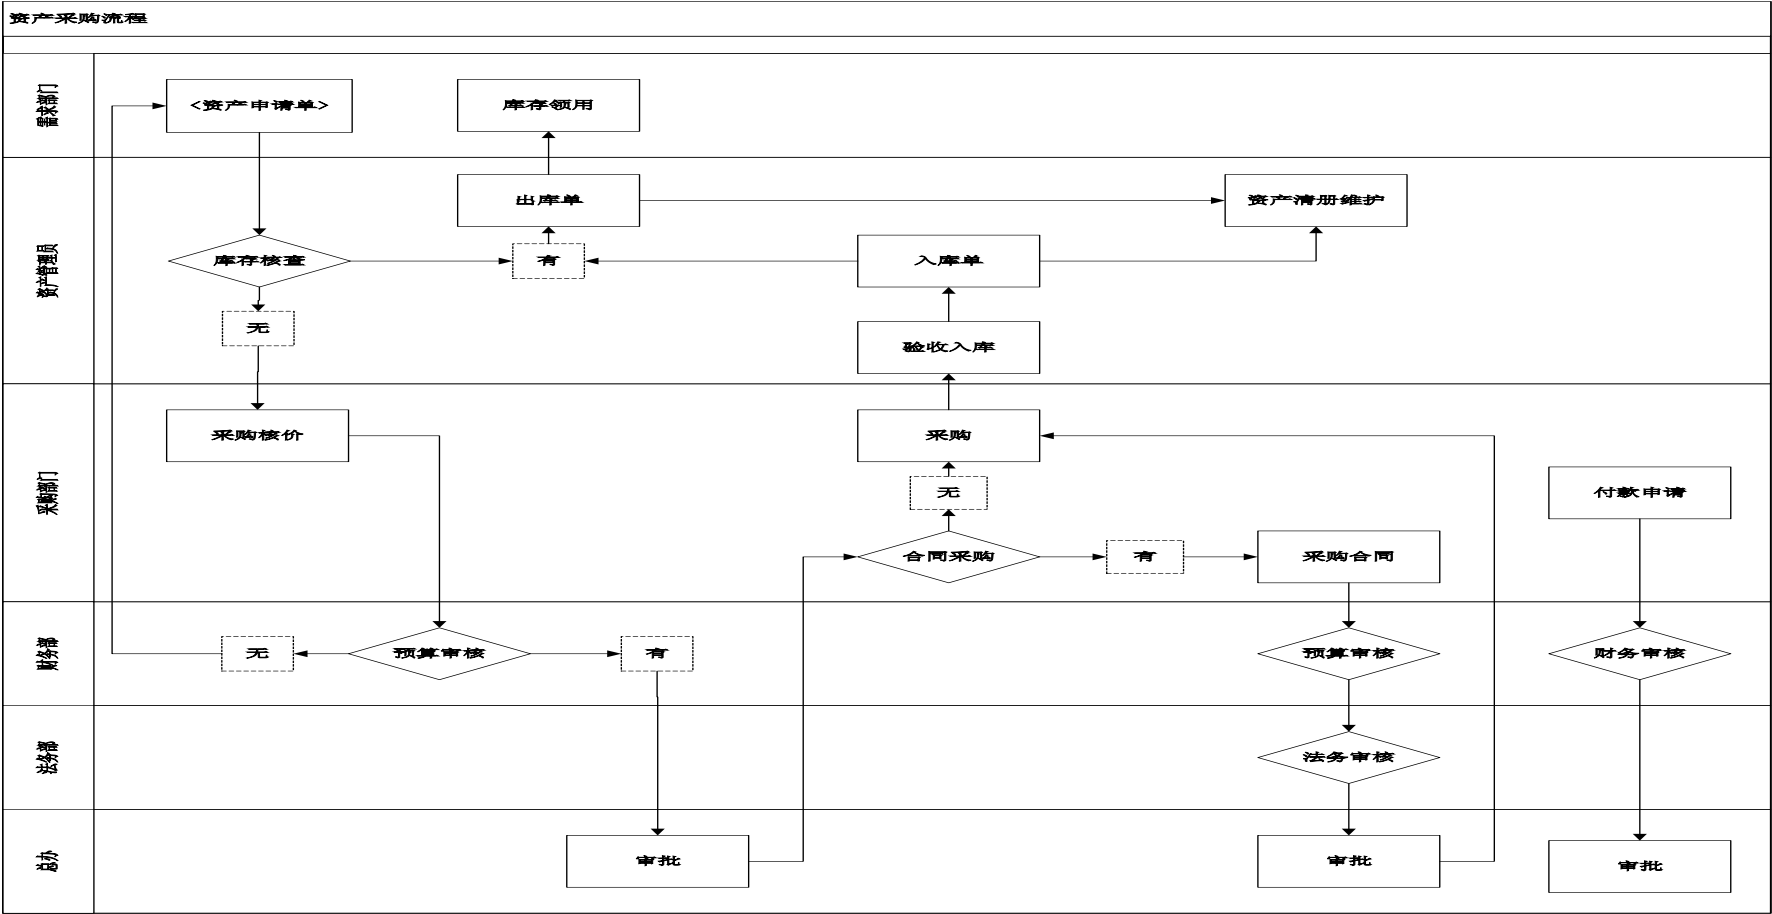 资产采购流程
需求部门
<资产申请单>
库存领用
资产管理员
出库单
资产清册维护
库存核查
有
入库单
无
验收入库
采购部门
采购核价
采购
无
付款申请
合同采购
有
采购合同
财务部
无
预算审核
有
预算审核
财务审核
法务部
法务审核
总办
审批
审批
审批